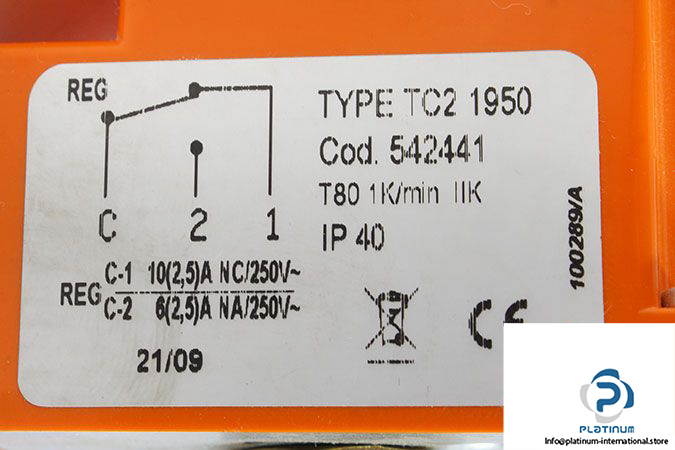 REG
C 2 1
TYPE TC2 1950
Cod. 542441
T80 1K/min IIK
IP 40
REG
C-1 10(2,5)A NC/250V~
C-2 6(2,5)A NA/250V~
21/09
CE
100289/A
PLATINUM
Info@platinum-international.store